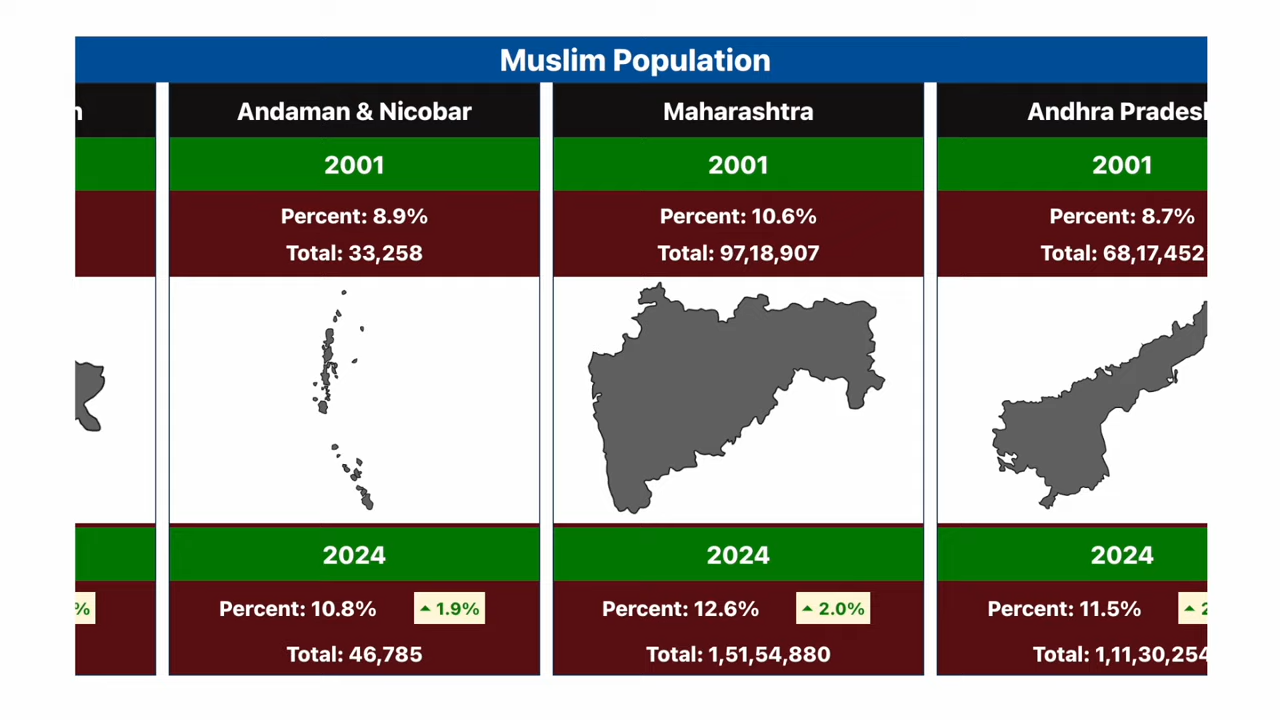 Muslim Population
Andaman & Nicobar
2001
Percent: 8.9%
Total: 33,258
2024
Percent: 10.8%
1.9%
Total: 46,785
Maharashtra
2001
Percent: 10.6%
Total: 97,18,907
2024
Percent: 12.6%
2.0%
Total: 1,51,54,880
Andhra
2001
Percent: 8.7%
Total: 68,17,452
2024
Percent: 11.5%
Total: 1,11,30,254